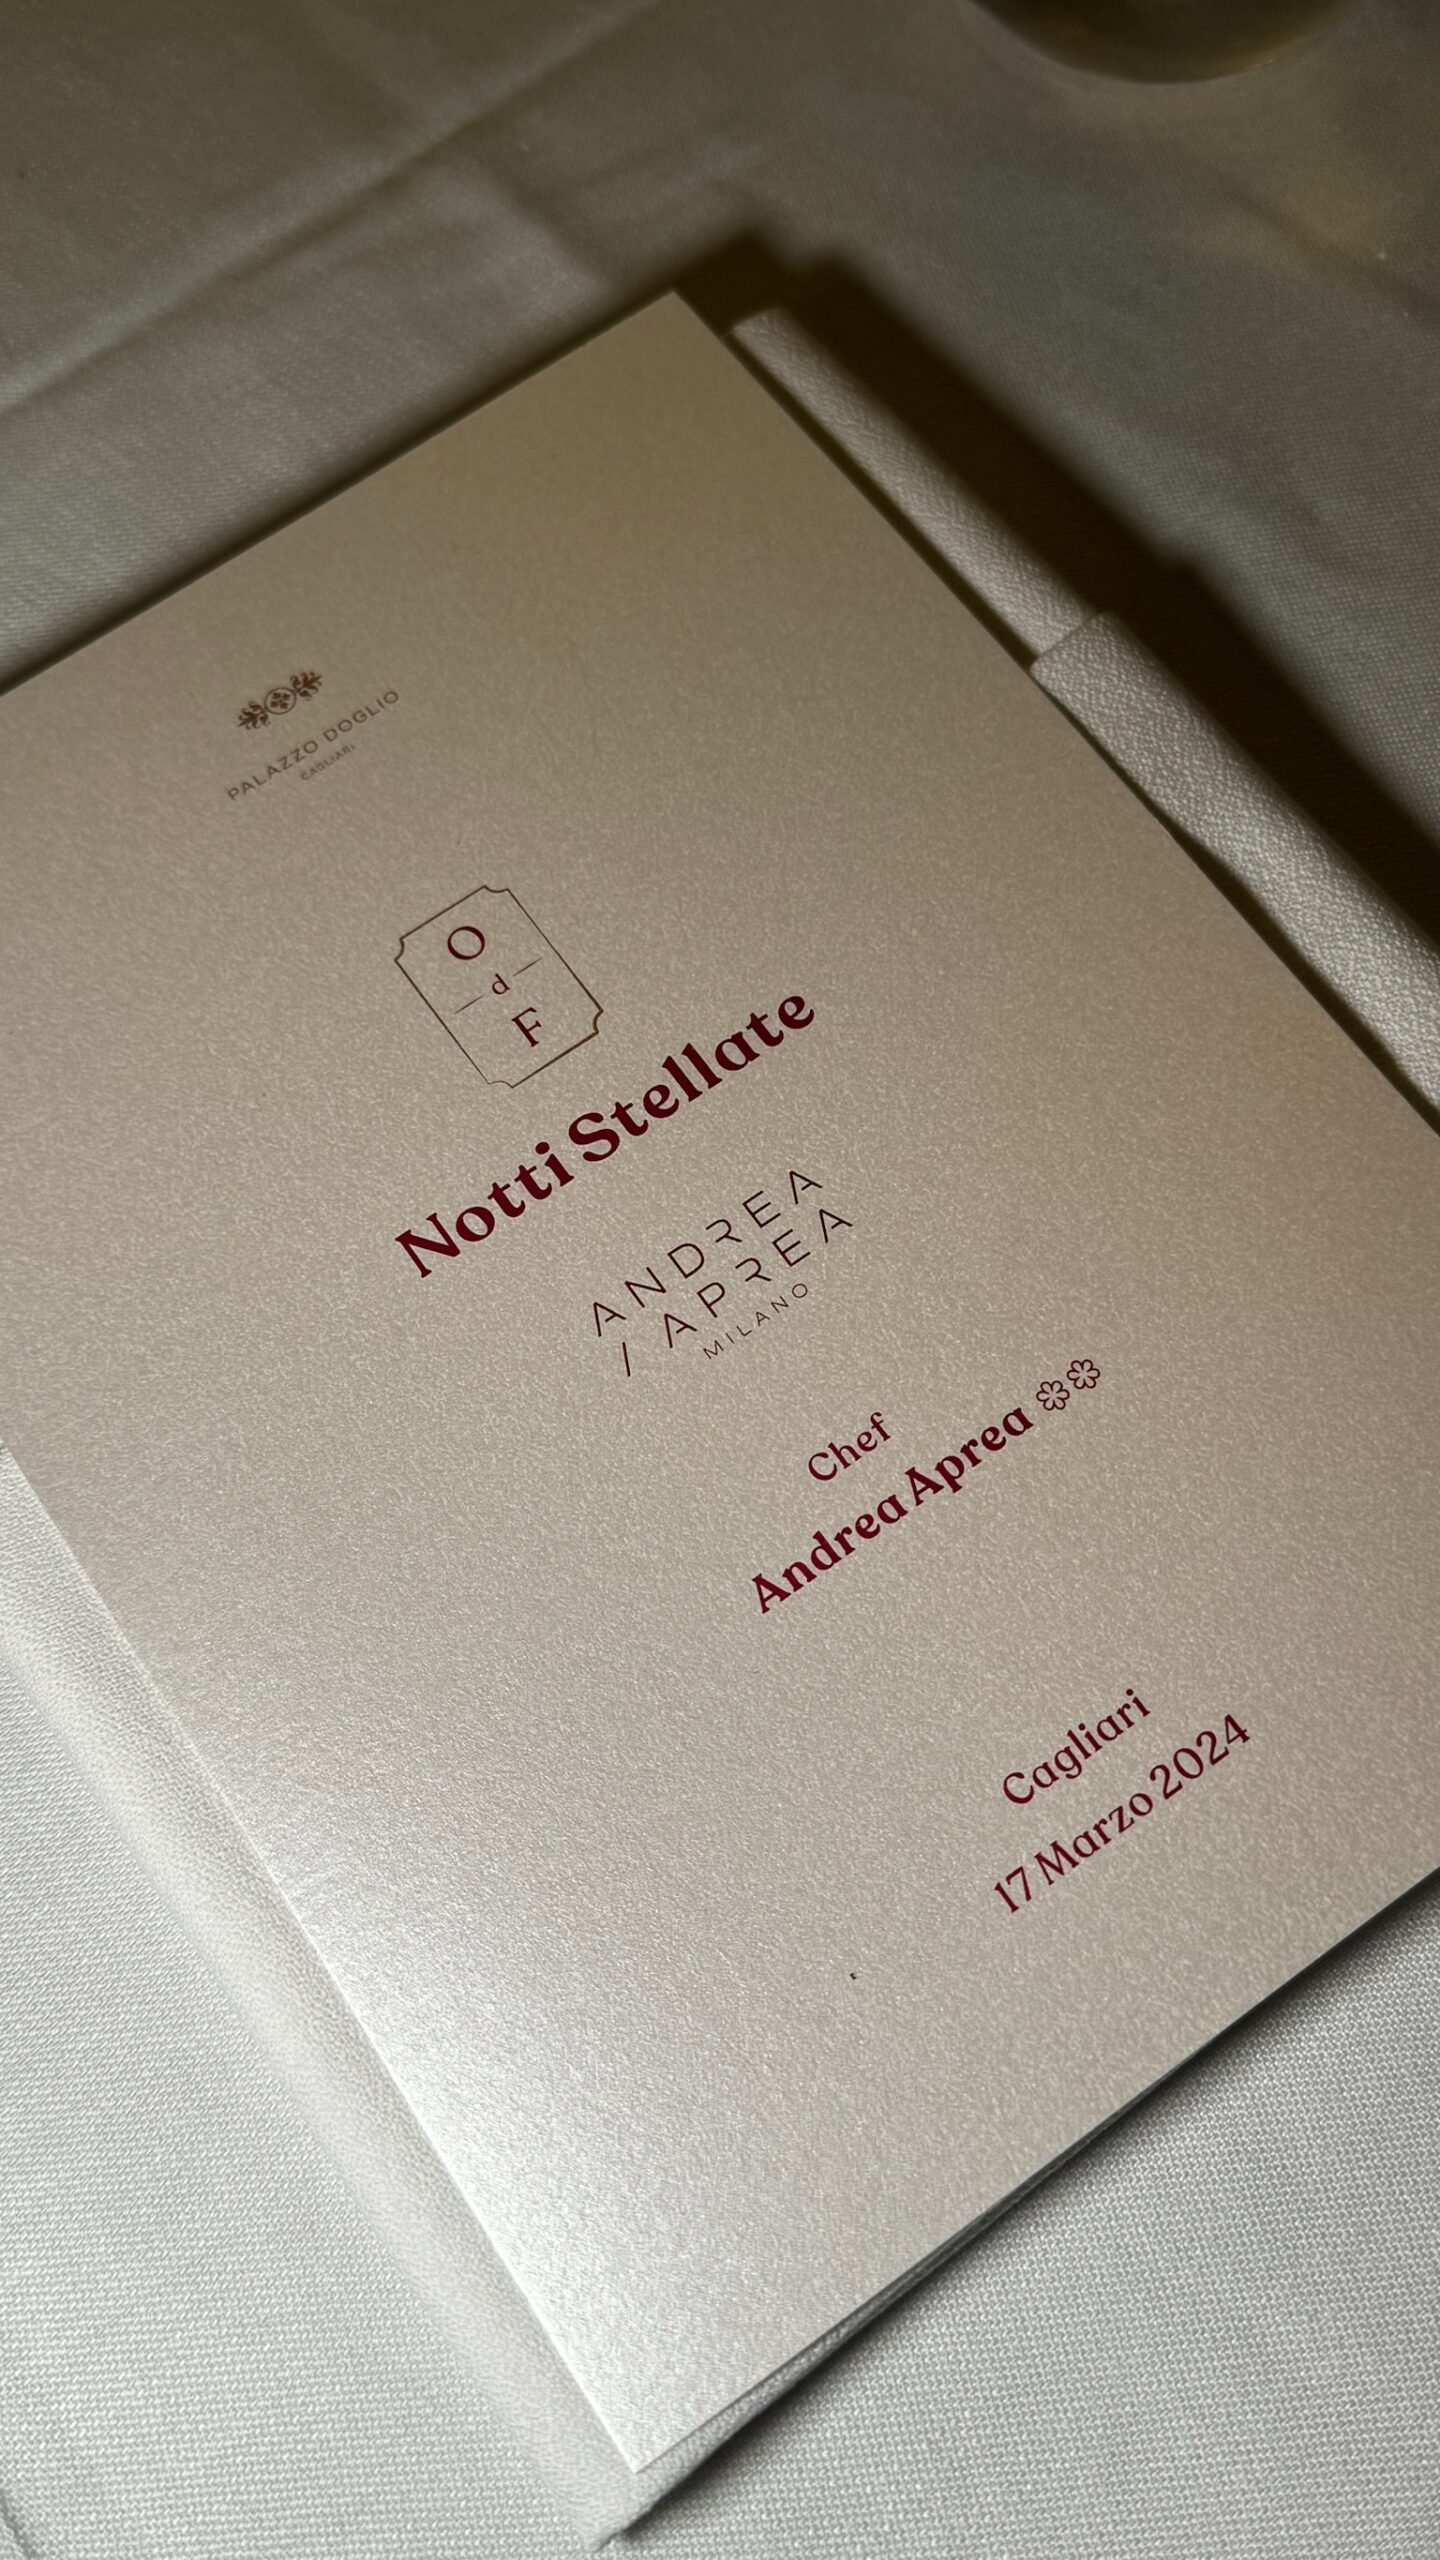 PALAZZO DOGLIO
CAGLIARI
O
d
F
Notti Stellate
ANDREA
/ APREA
MILANO
Chef
Andrea Aprea
Cagliari
17 Marzo 2024